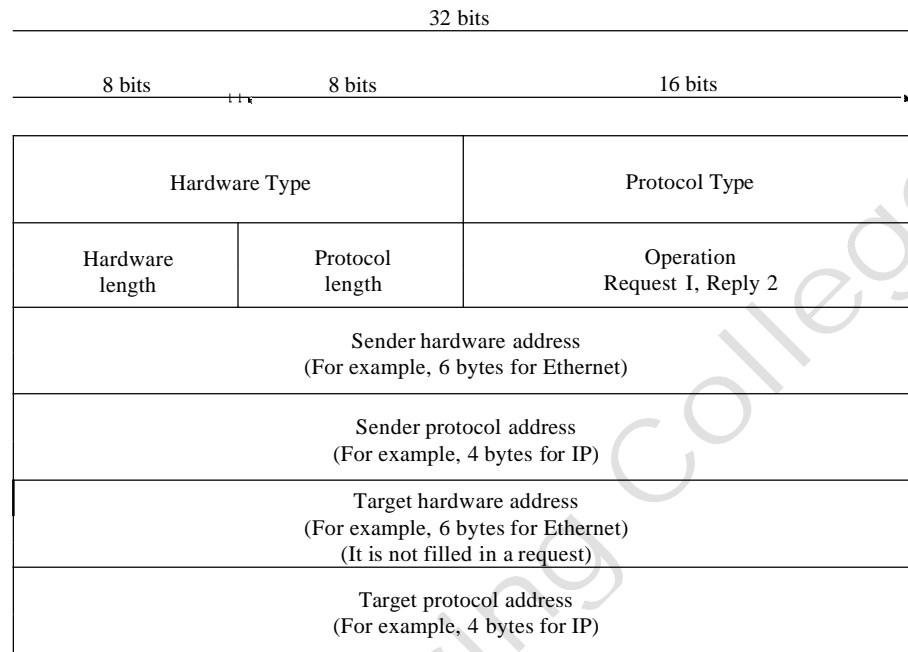 32 bits
8 bits 8 bits 16 bits
Hardware Type Protocol Type
Hardware
length
Protocol
length
Operation
Request I, Reply 2
Sender hardware address
(For example, 6 bytes for Ethernet)
Sender protocol address
(For example, 4 bytes for IP)
Target hardware address
(For example, 6 bytes for Ethernet)
(It is not filled in a request)
Target protocol address
(For example, 4 bytes for IP)
College